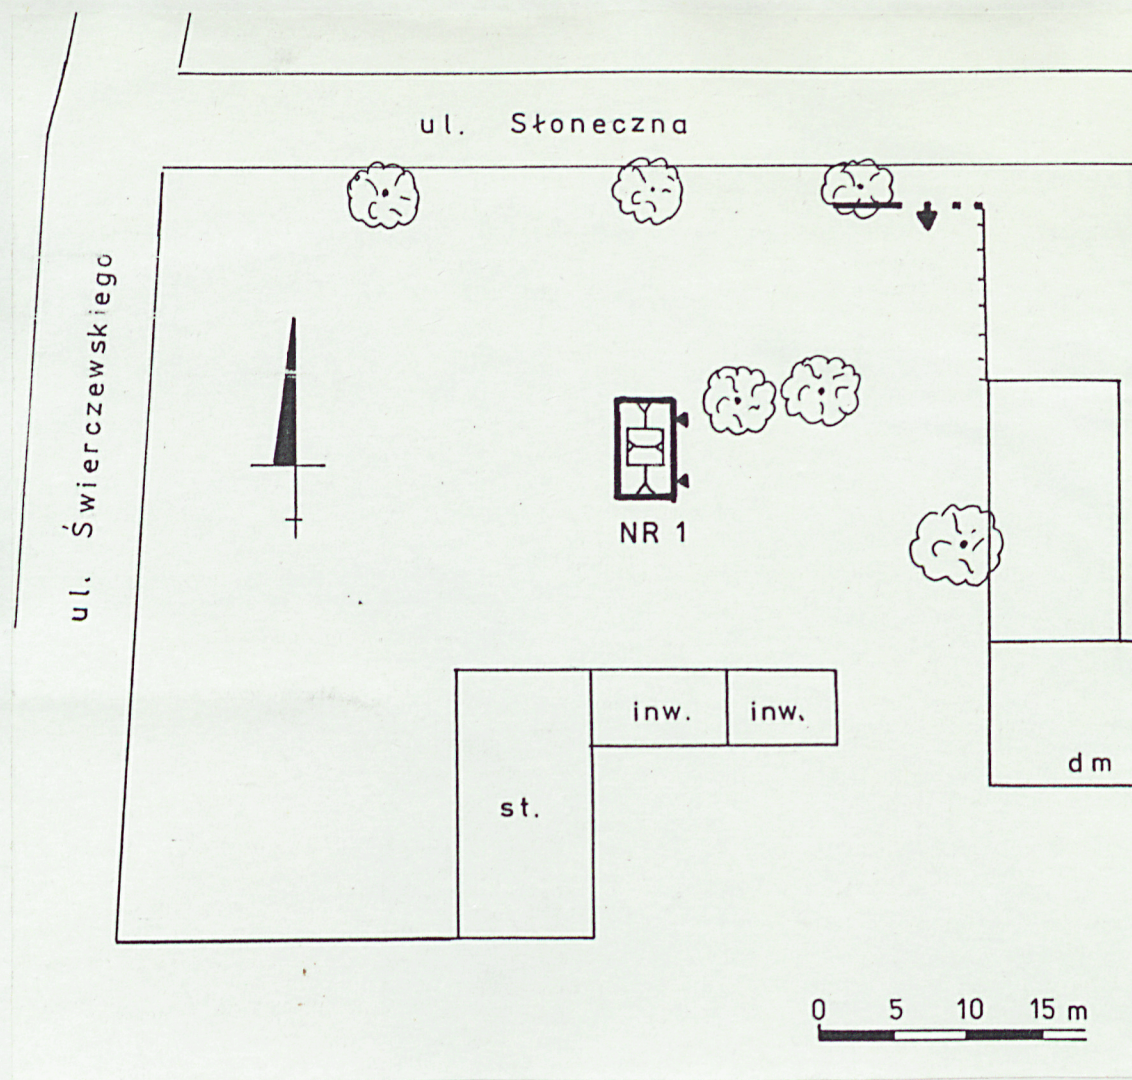 ul. Słoneczna
ul. Świerczewskiego
NR 1
inw.
inw.
st.
dm
0 5 10 15 m